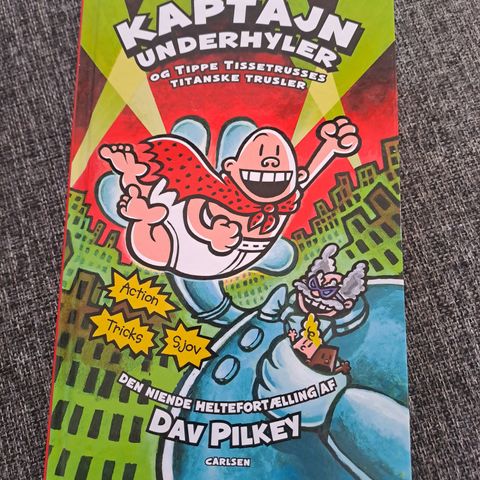 KAPTAJN
UNDERHYLER
OG TIPPE TISSETRUSSES
TITANSKE TRUSLER
Action
Tricks
Sjov
DEN NIENDE HELTEFORTÆLLING AF
DAV PILKEY
CARLSEN